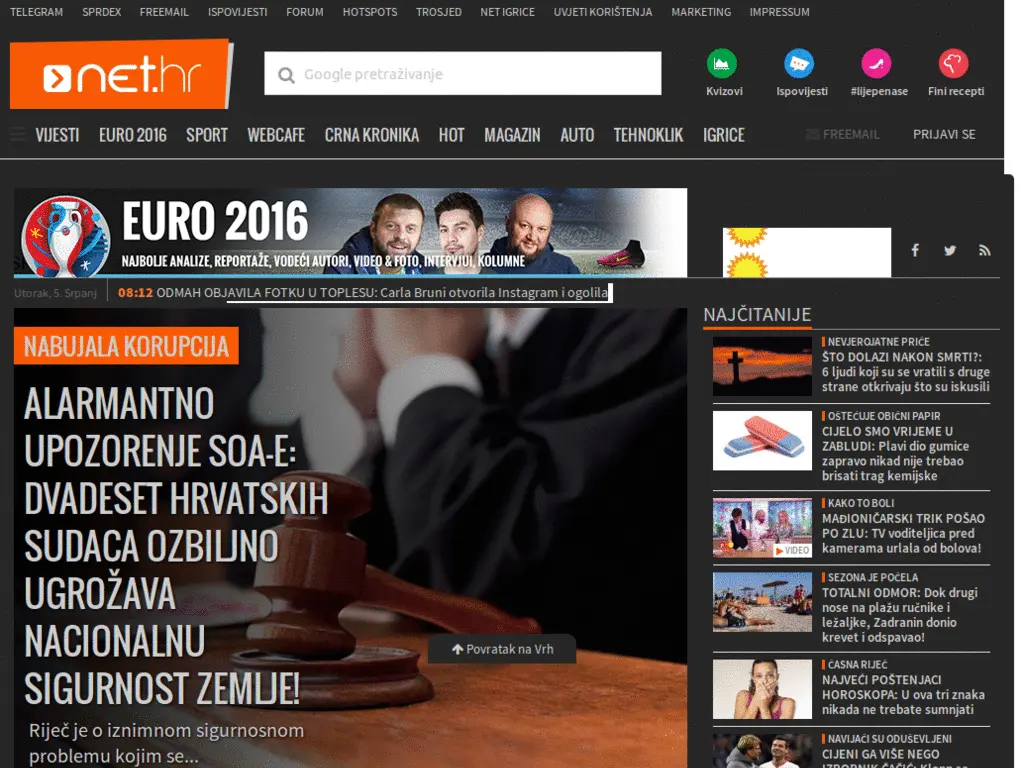 TELEGRAM SPRDEX FREEMAIL ISPOVIJESTI FORUM HOTSPOTS TROSJED NET IGRICE UVJETI KORIŠTENJA MARKETING IMPRESSUM
net.hr
Google pretraživanje
Kvizovi Ispovijesti #lijepenase Fini recepti
VIJESTI EURO 2016 SPORT WEBCAFE CRNA KRONIKA HOT MAGAZIN AUTO TEHNOKLIK IGRICE FREEMAIL PRIJAVI SE
EURO 2016
NAJBOLJE ANALIZE, REPORTAŽE, VODEĆI AUTORI, VIDEO & FOTO, INTERVJUI, KOLUMNE
Utorak, 5. Srpanj 08:12 ODMAH OBJAVILA FOTKU U TOPLESU: Carla Bruni otvorila Instagram i ogolila
NABUJALA KORUPCIJA
ALARMANTNO
UPOZORENJE SOA-E:
DVADESET HRVATSKIH
SUDACA OZBILJNO
UGROŽAVA
NACIONALNU
SIGURNOST ZEMLJE!
Riječ je o iznimnom sigurnosnom
problemu kojim se...
Povratak na Vrh
NAJČITANIJE
NEVJEROJATNE PRIČE
ŠTO DOLAZI NAKON SMRTI?:
6 ljudi koji su se vratili s druge
strane otkrivaju što su iskusili
OŠTEĆUJE OBIČNI PAPIR
CIJELO SMO VRIJEME U
ZABLUDI: Plavi dio gumice
zapravo nikad nije trebao
brisati trag kemijske
KAKO TO BOLI
MAĐIONIČARSKI TRIK POŠAO
PO ZLU: TV voditeljica pred
kamerama urlala od bolova!
VIDEO
SEZONA JE POČELA
TOTALNI ODMOR: Dok drugi
nose na plažu ručnike i
ležaljke, Zadranin donio
krevet i odspavao!
ČASNA RIJEČ
NAJVEĆI POŠTENJACI
HOROSKOPA: U ova tri znaka
nikada ne trebate sumnjati
NAVIJAČI SU ODUŠEVLJENI
CIJENI GA VIŠE NEGO
IZBORNIK ČAČIĆ: Klopp se